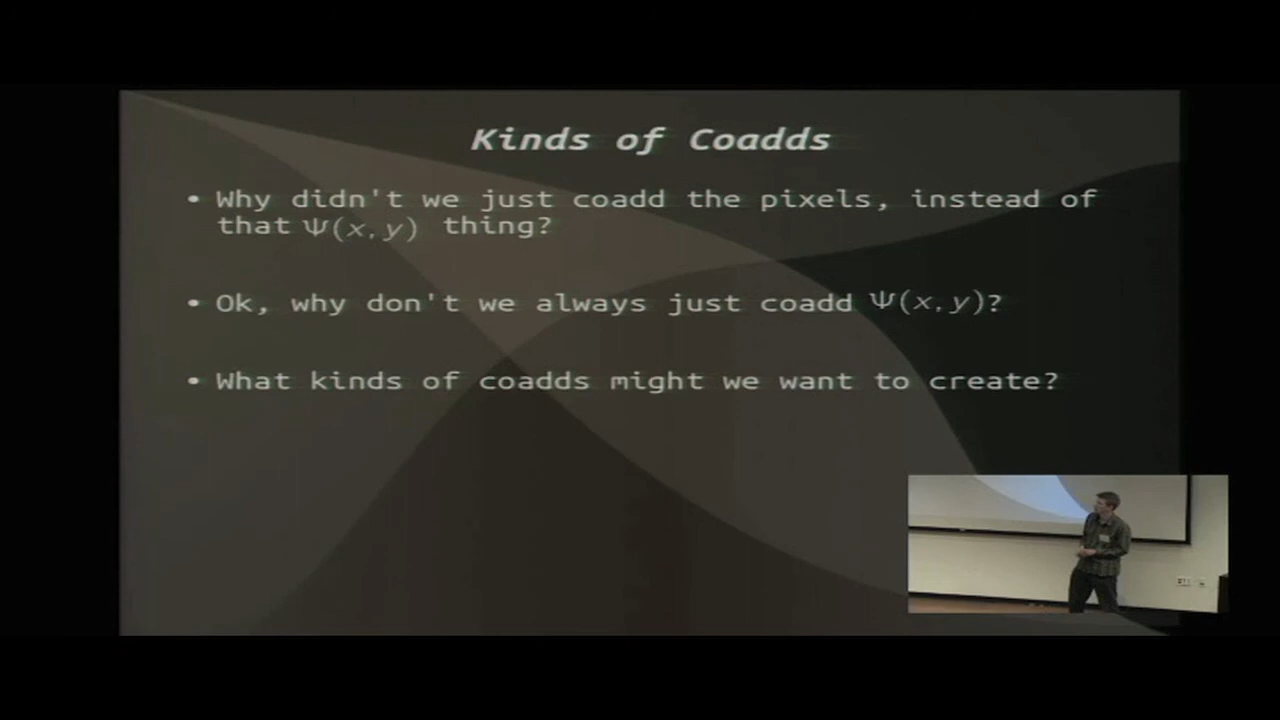 Kinds of Coadds
• Why didn't we just coadd the pixels, instead of
that Ψ(x, y) thing?
• Ok, why don't we always just coadd Ψ(x, y)?
• What kinds of coadds might we want to create?